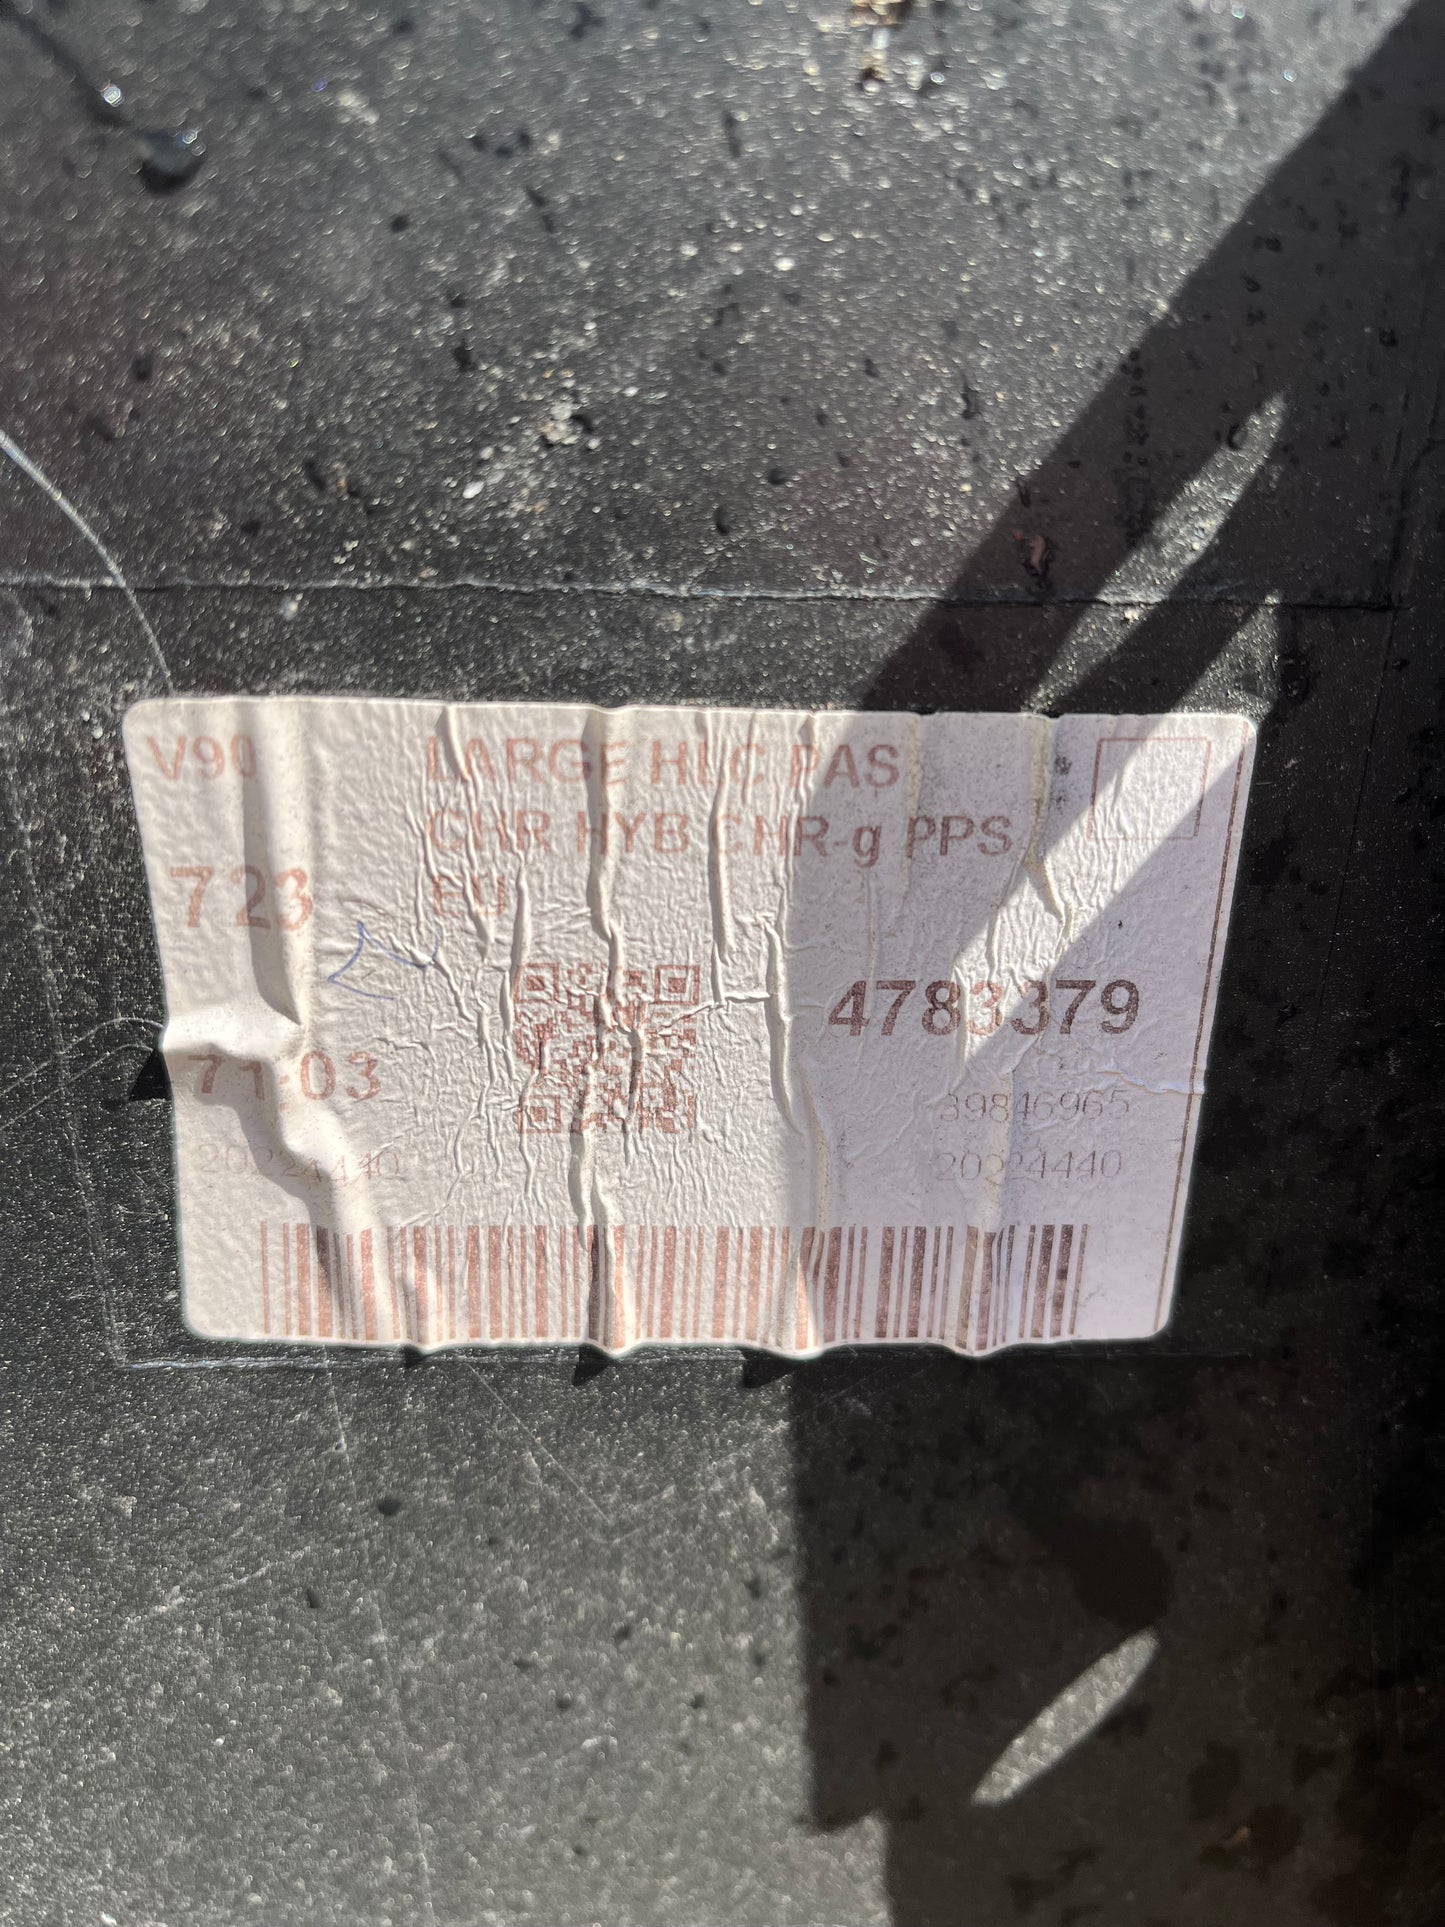 V90
LARGE HLC PAS
CHR HYB CHR-g PPS
EU
723
4783379
71-03
39846965
20224440
20224440